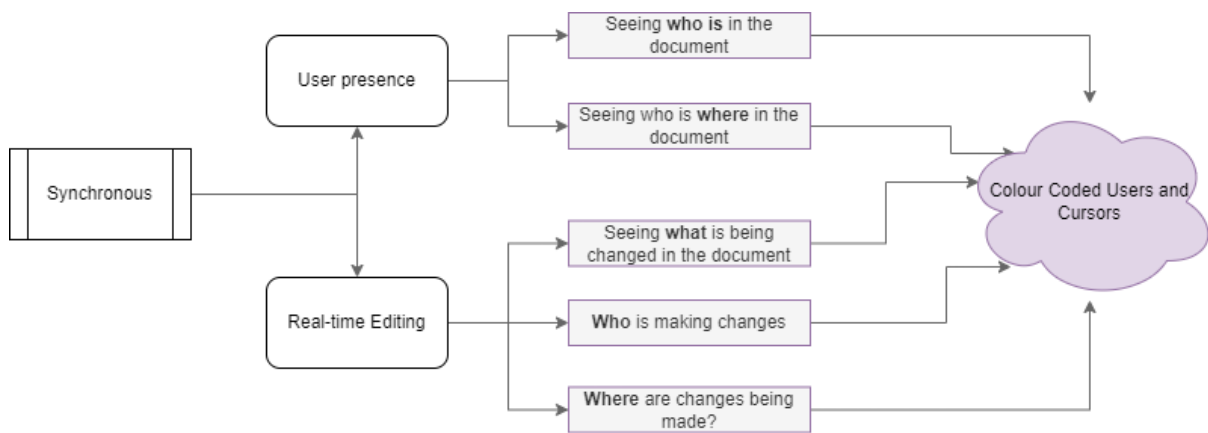 Synchronous
User presence
Real-time Editing
Seeing who is in the
document
Seeing who is where in the
document
Seeing what is being
changed in the document
Who is making changes
Where are changes being
made?
Colour Coded Users and
Cursors